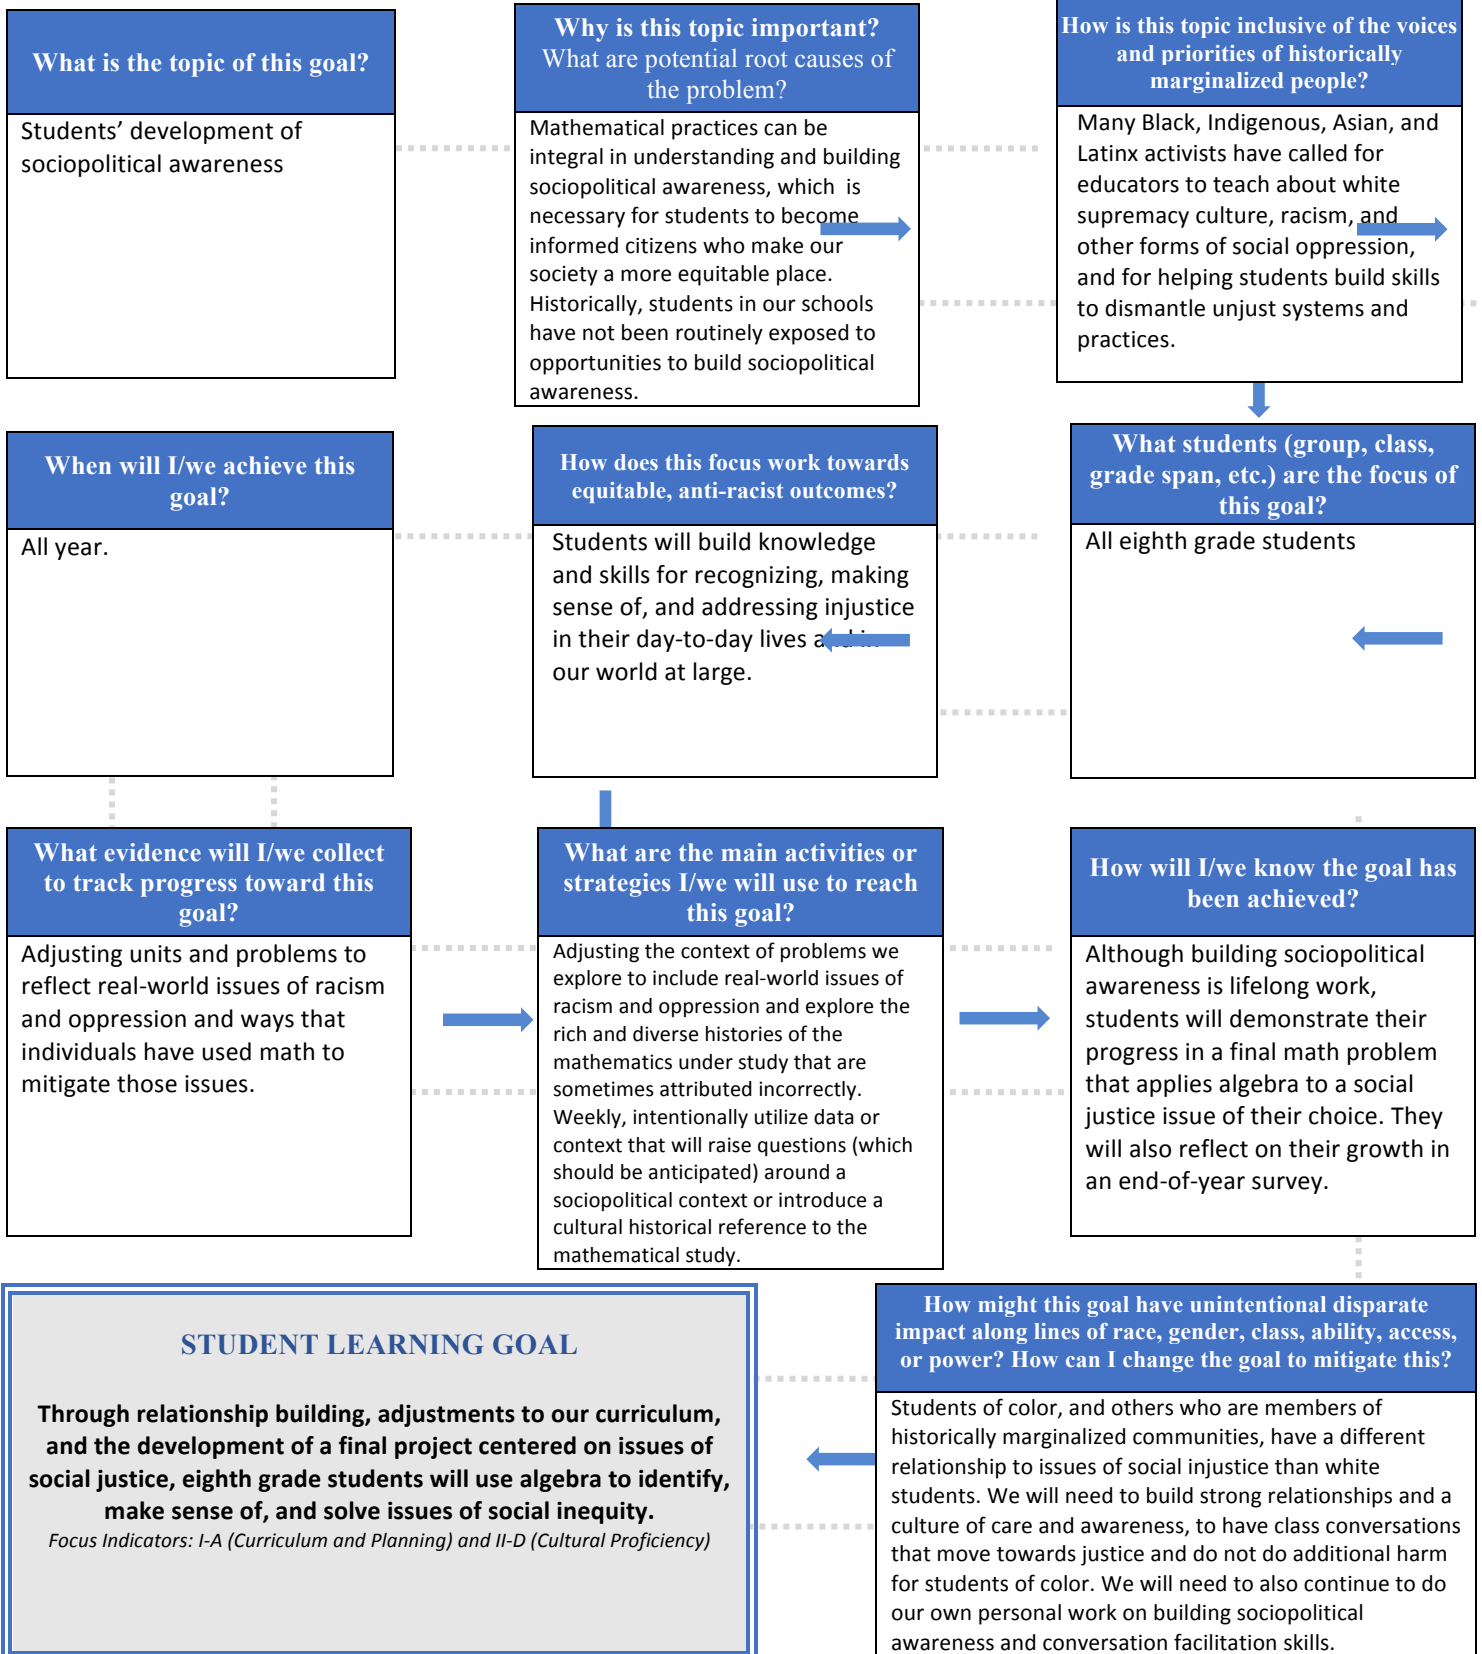 What is the topic of this goal?
Students’ development of
sociopolitical awareness
Why is this topic important?
What are potential root causes of
the problem?
Mathematical practices can be
integral in understanding and building
sociopolitical awareness, which  is
necessary for students to become
informed citizens who make our
society a more equitable place.
Historically, students in our schools
have not been routinely exposed to
opportunities to build sociopolitical
awareness.
How is this topic inclusive of the voices
and priorities of historically
marginalized people?
Many Black, Indigenous, Asian, and
Latinx activists have called for
educators to teach about white
supremacy culture, racism, and
other forms of social oppression,
and for helping students build skills
to dismantle unjust systems and
practices.
What students (group, class,
grade span, etc.) are the focus of
this goal?
All eighth grade students
How does this focus work towards
equitable, anti-racist outcomes?
Students will build knowledge
and skills for recognizing, making
sense of, and addressing injustice
in their day-to-day lives and in
our world at large.
When will I/we achieve this
goal?
All year.
What evidence will I/we collect
to track progress toward this
goal?
Adjusting units and problems to
reflect real-world issues of racism
and oppression and ways that
individuals have used math to
mitigate those issues.
What are the main activities or
strategies I/we will use to reach
this goal?
Adjusting the context of problems we
explore to include real-world issues of
racism and oppression and explore the
rich and diverse histories of the
mathematics under study that are
sometimes attributed incorrectly.
Weekly, intentionally utilize data or
context that will raise questions (which
should be anticipated) around a
sociopolitical context or introduce a
cultural historical reference to the
mathematical study.
How will I/we know the goal has
been achieved?
Although building sociopolitical
awareness is lifelong work,
students will demonstrate their
progress in a final math problem
that applies algebra to a social
justice issue of their choice. They
will also reflect on their growth in
an end-of-year survey.
How might this goal have unintentional disparate
impact along lines of race, gender, class, ability, access,
or power? How can I change the goal to mitigate this?
Students of color, and others who are members of
historically marginalized communities, have a different
relationship to issues of social injustice than white
students. We will need to build strong relationships and a
culture of care and awareness, to have class conversations
that move towards justice and do not do additional harm
for students of color. We will need to also continue to do
our own personal work on building sociopolitical
awareness and conversation facilitation skills.
STUDENT LEARNING GOAL
Through relationship building, adjustments to our curriculum,
and the development of a final project centered on issues of
social justice, eighth grade students will use algebra to identify,
make sense of, and solve issues of social inequity.
Focus Indicators: I-A (Curriculum and Planning) and II-D (Cultural Proficiency)